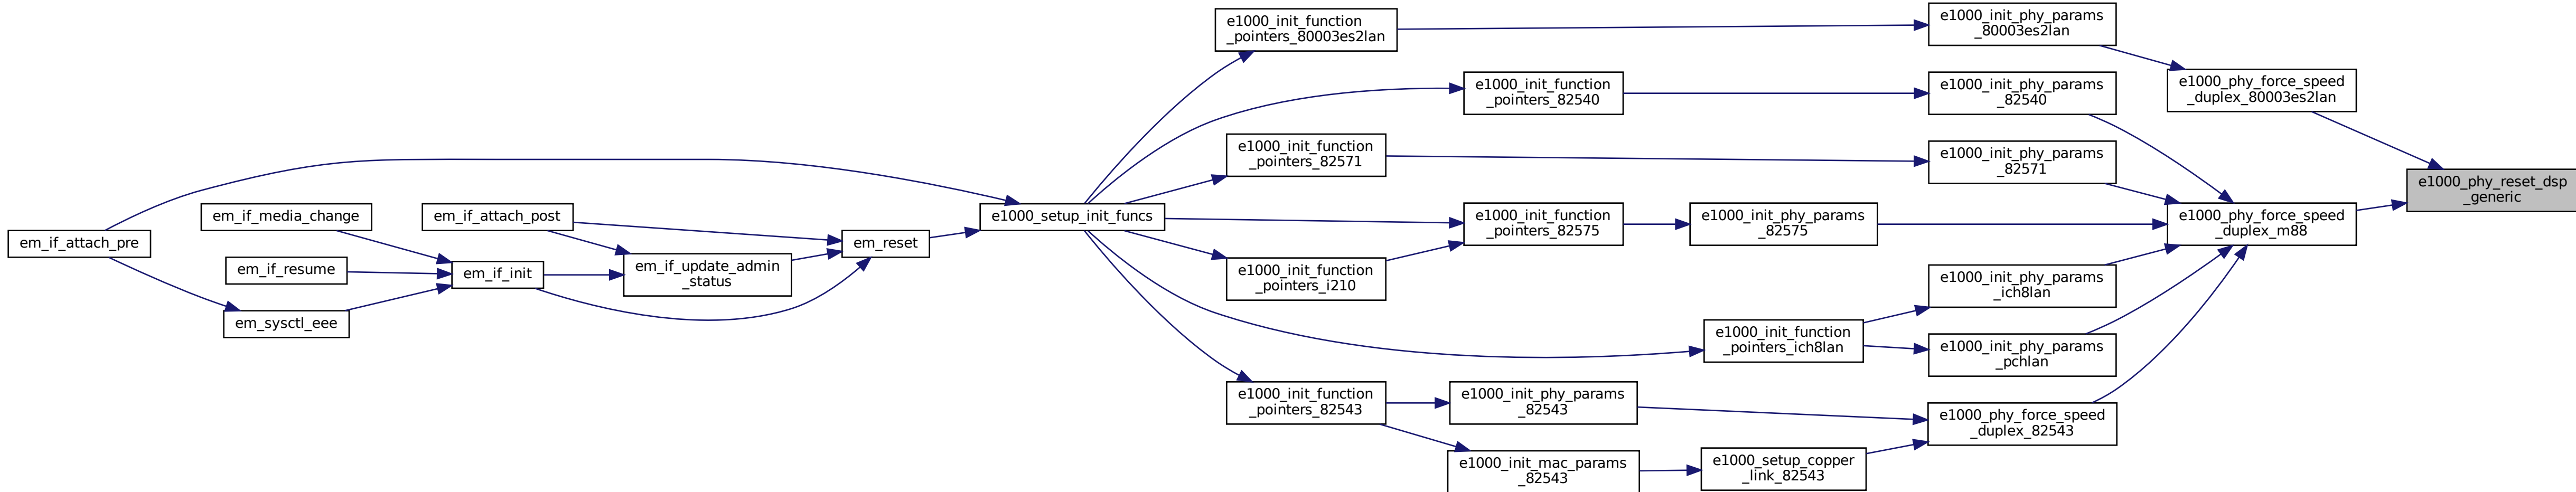 em_if_attach_pre
em_if_media_change
em_if_resume
em_sysctl_eee
em_if_attach_post
em_if_init
em_if_update_admin
_status
em_reset
e1000_setup_init_funcs
e1000_init_function
_pointers_80003es2lan
e1000_init_function
_pointers_82540
e1000_init_function
_pointers_82571
e1000_init_function
_pointers_82575
e1000_init_function
_pointers_i210
e1000_init_function
_pointers_ich8lan
e1000_init_function
_pointers_82543
e1000_init_phy_params
_82543
e1000_init_mac_params
_82543
e1000_init_phy_params
_82575
e1000_setup_copper
_link_82543
e1000_init_phy_params
_80003es2lan
e1000_init_phy_params
_82540
e1000_init_phy_params
_82571
e1000_init_phy_params
_ich8lan
e1000_init_phy_params
_pchlan
e1000_phy_force_speed
_duplex_82543
e1000_phy_force_speed
_duplex_80003es2lan
e1000_phy_force_speed
_duplex_m88
e1000_phy_reset_dsp
_generic